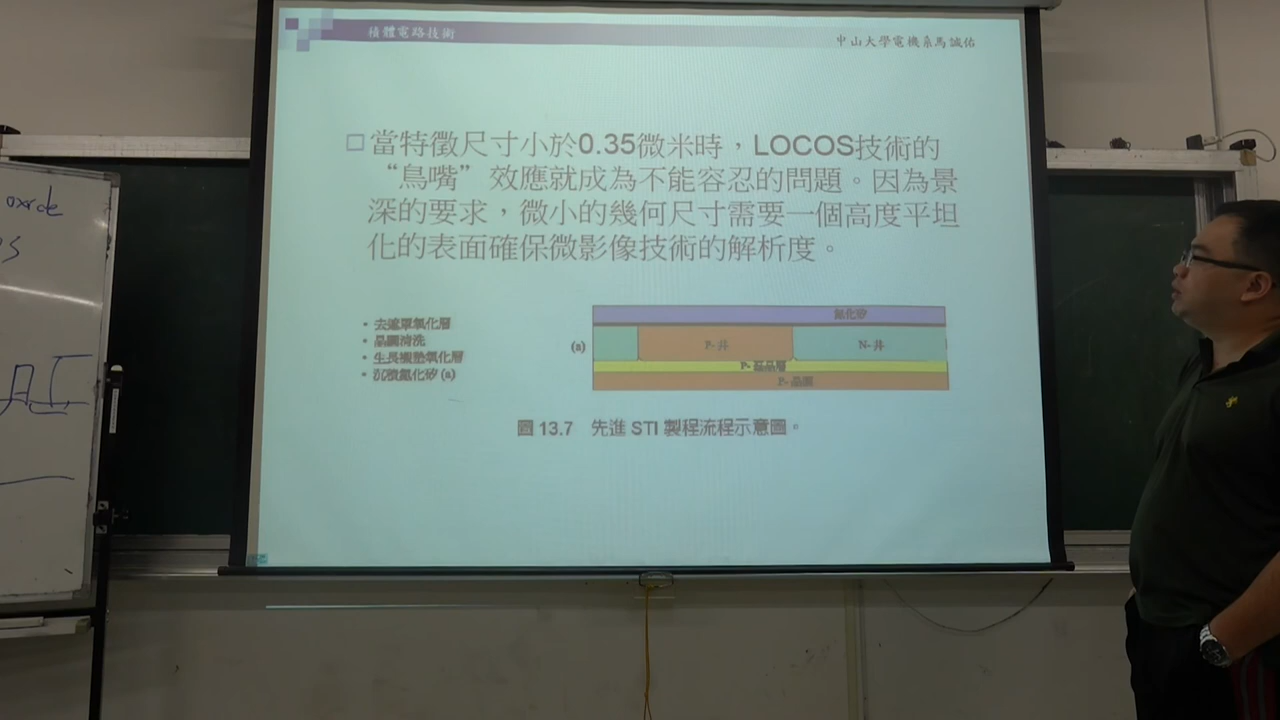 積體電路技術
中山大學電機系馬誠佑
當特徵尺寸小於0.35微米時，LOCOS技術的
“鳥嘴”效應就成為不能容忍的問題。因為景
深的要求，微小的幾何尺寸需要一個高度平坦
化的表面確保微影像技術的解析度。
• 去遮罩氧化層
• 晶圓清洗
• 生長襯墊氧化層
• 沉積氮化矽 (a)
(a)
氮化矽
P- 井
N- 井
P- 磊晶層
P- 晶圓
圖 13.7 先進 STI 製程流程示意圖。
oxide